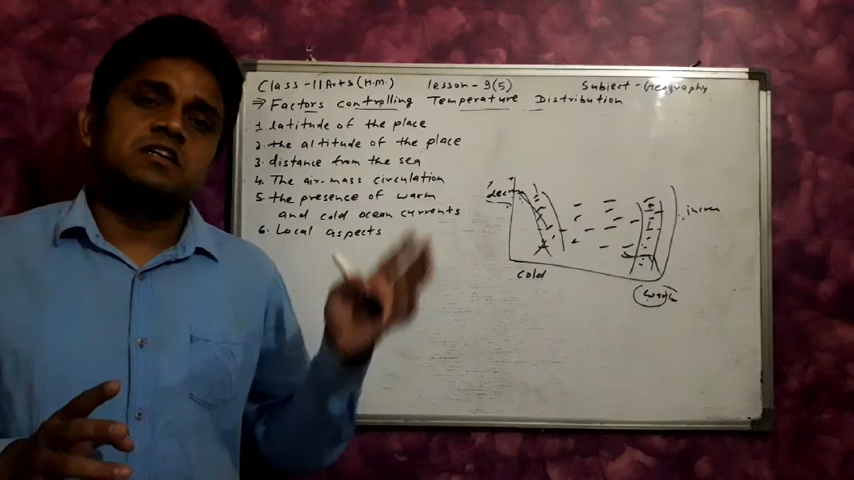 Class - 11 Arts (H.M.) lesson - 9(5) Subject - Geography
⇒ Factors controlling Temperature Distribution
1. latitude of the place
2. the altitude of the place
3. distance from the sea
4. The air-mass circulation
5. the presence of warm
and cold ocean currents
6. Local aspects
decr
increa
cold